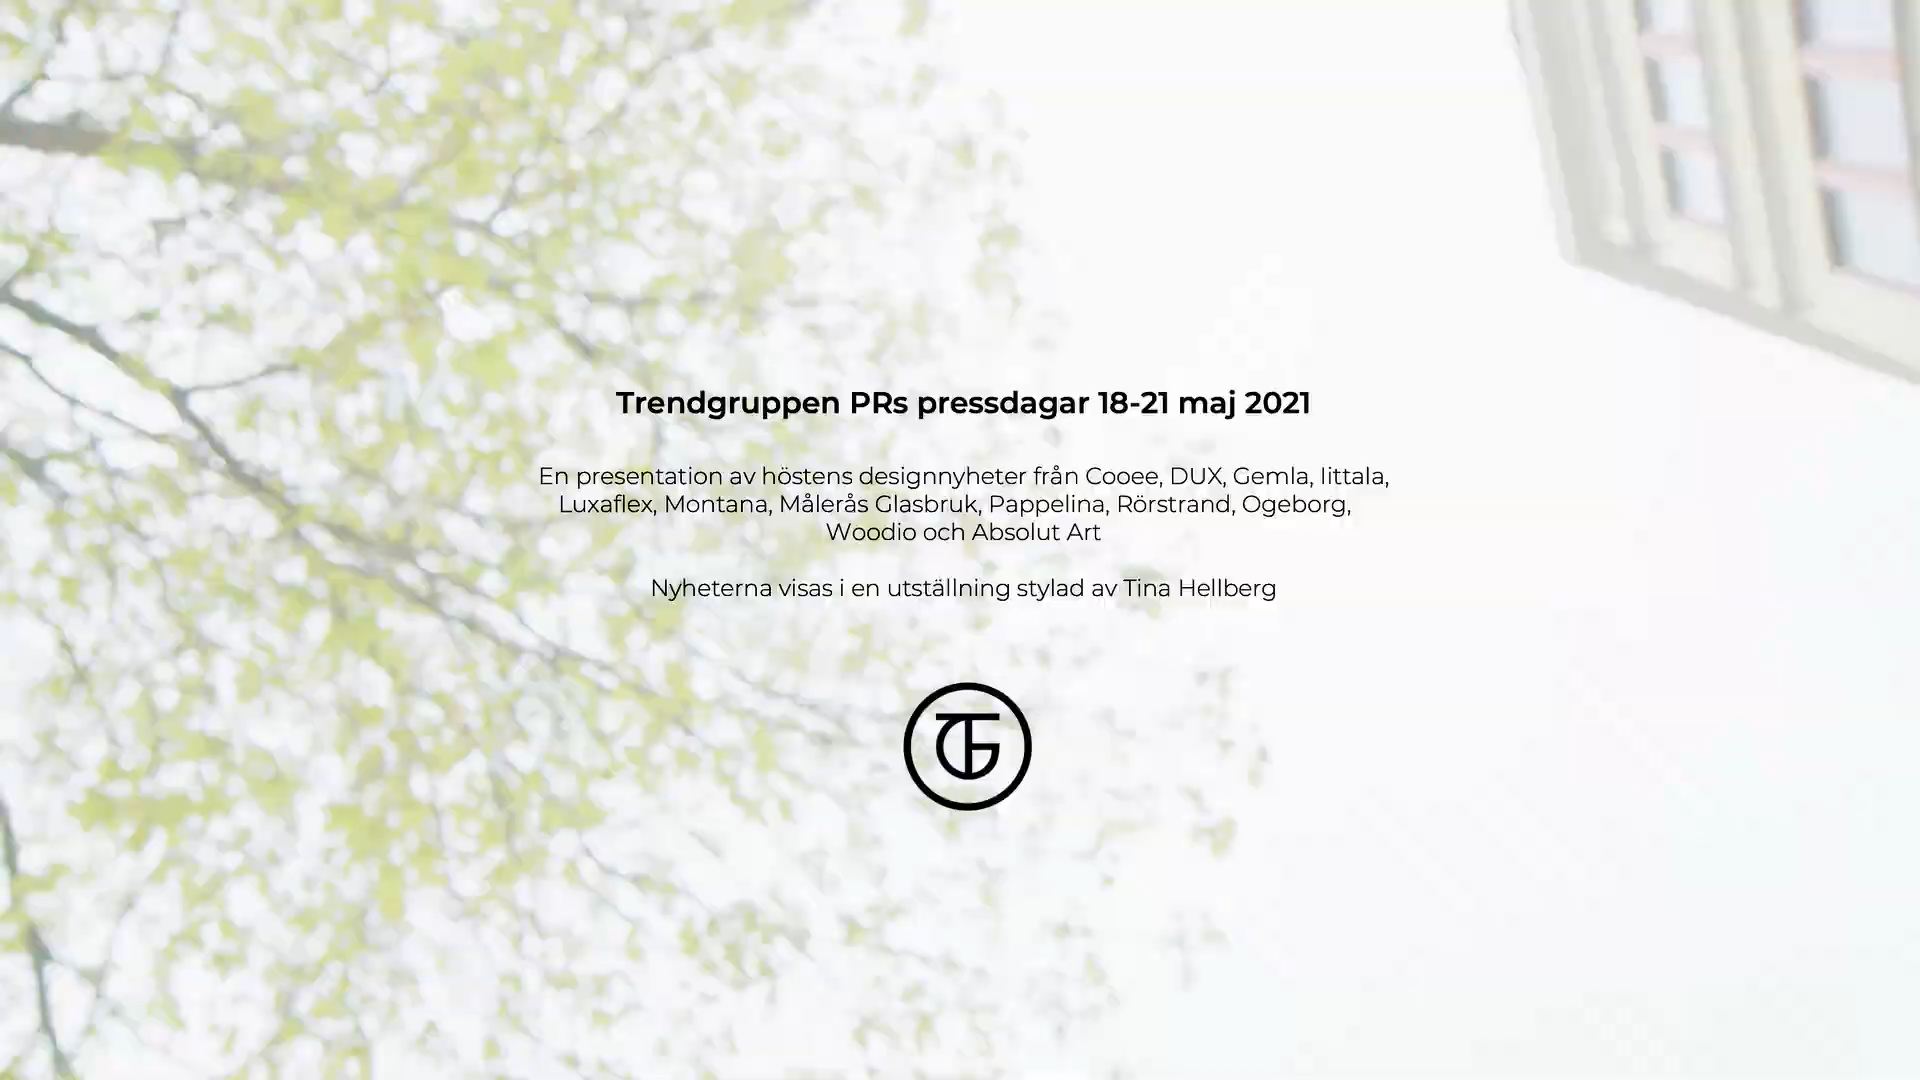 Trendgruppen PRs pressdagar 18-21 maj 2021
En presentation av höstens designnyheter från Cooee, DUX, Gemla, Iittala,
Luxaflex, Montana, Målerås Glasbruk, Pappelina, Rörstrand, Ogeborg,
Woodio och Absolut Art
Nyheterna visas i en utställning stylad av Tina Hellberg
TG